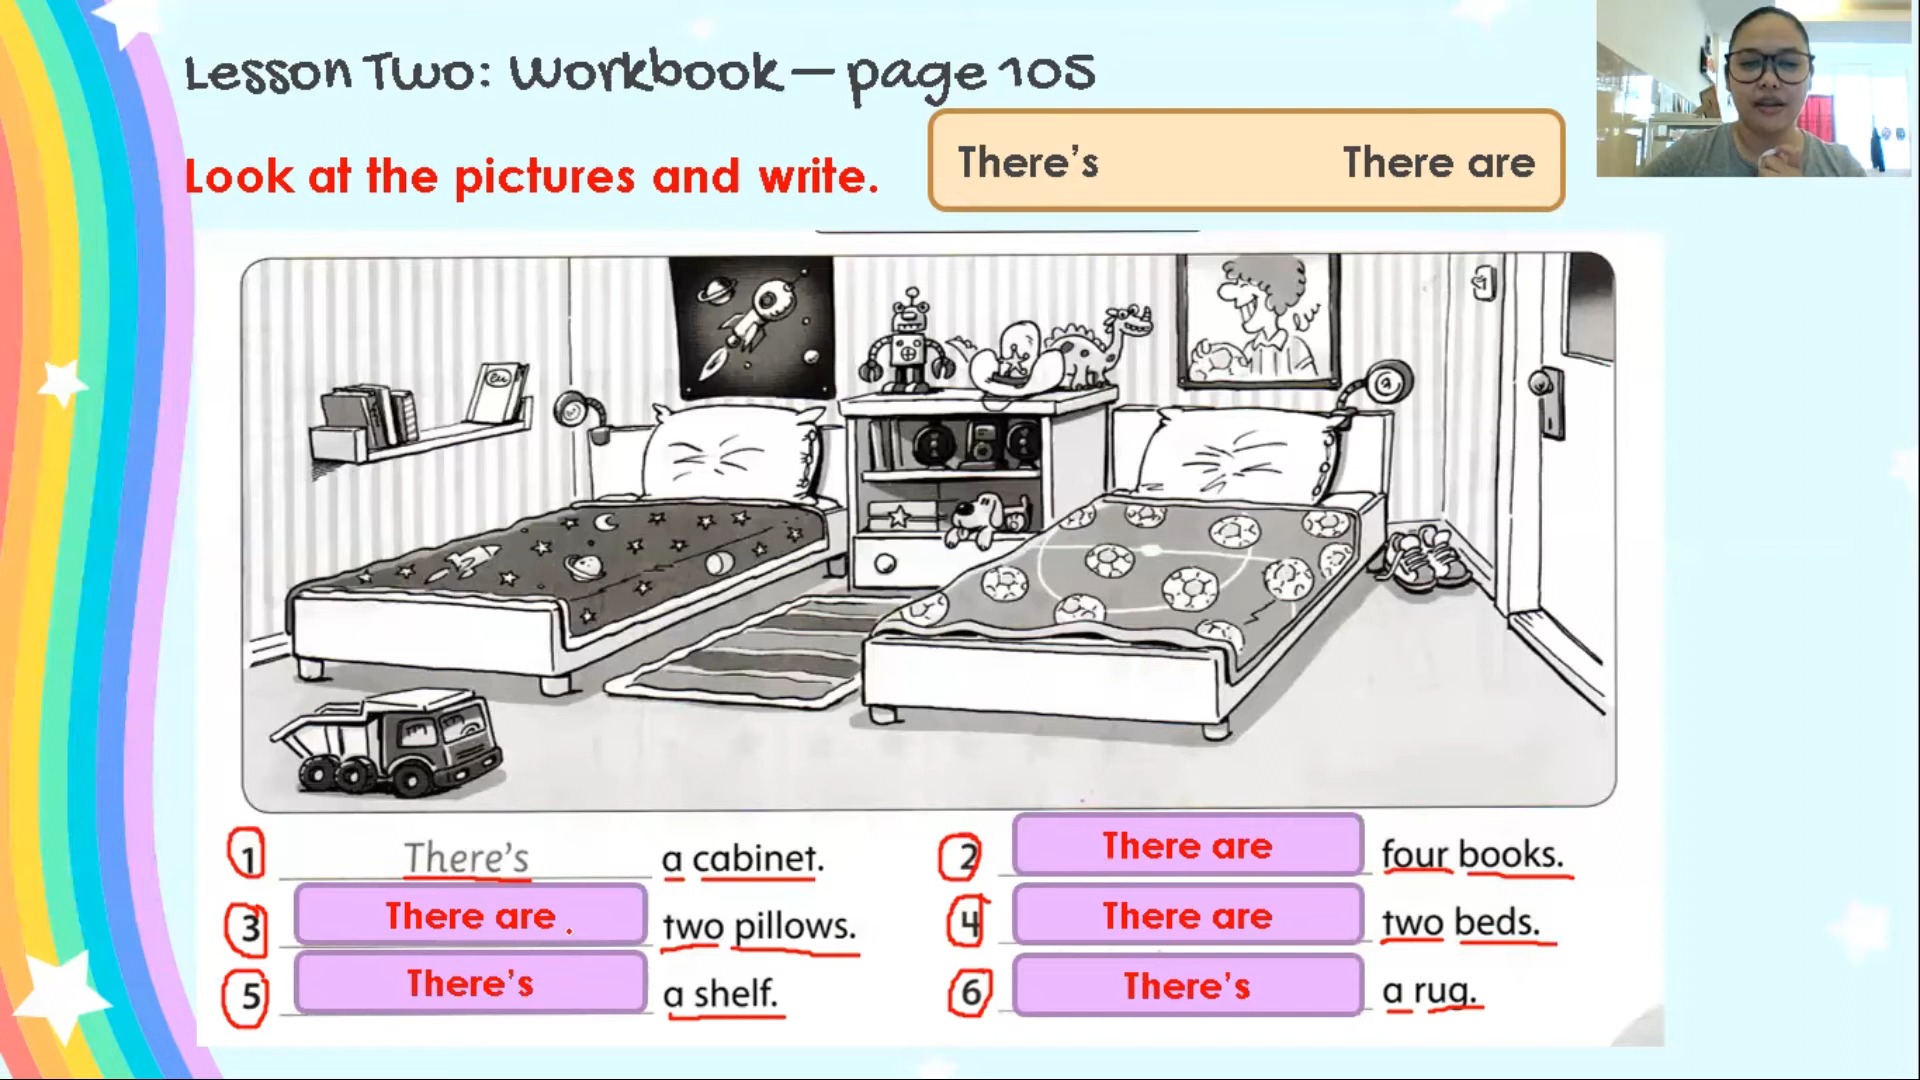 Lesson Two: Workbook – page 105
Look at the pictures and write.
There's There are
1 There's a cabinet.
2 There are four books.
3 There are. two pillows.
4 There are two beds.
5 There's a shelf.
6 There's a rug.